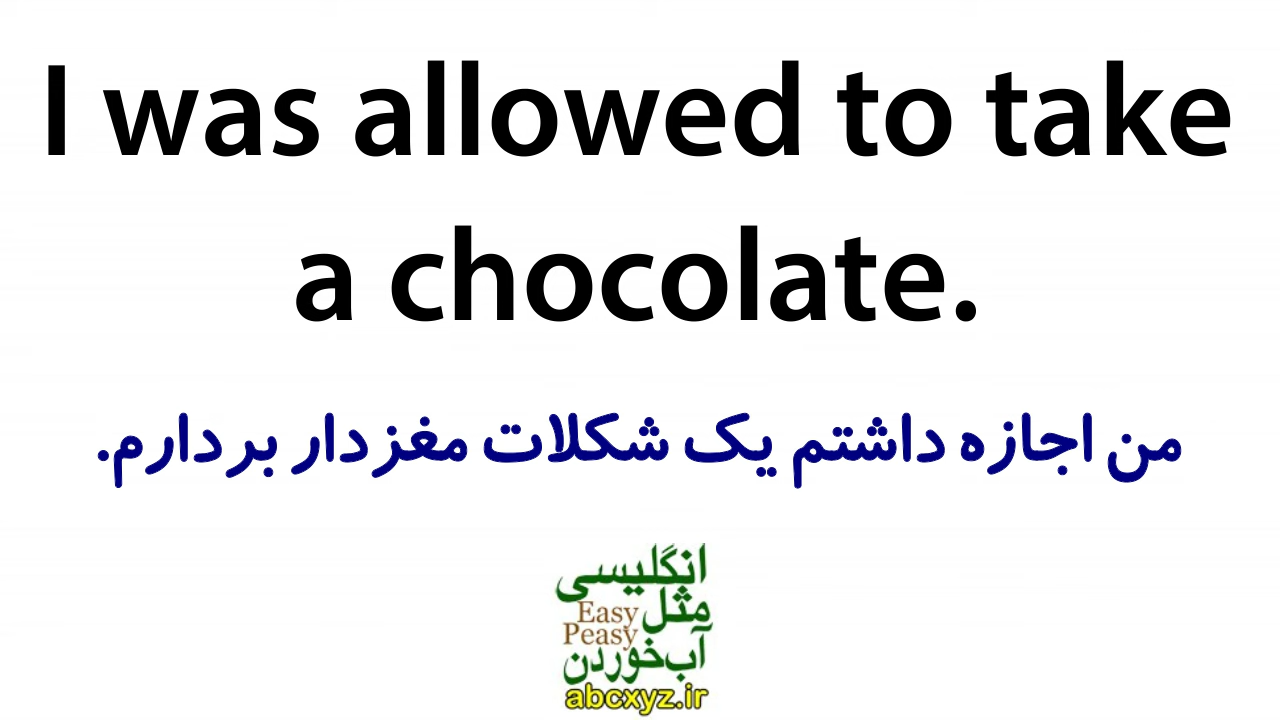 I was allowed to take
a chocolate.
من اجازه داشتم یک شکلات مغزدار بردارم.
انگلیسی
مثل Easy
Peasy
آب‌خوردن
abcxyz.ir